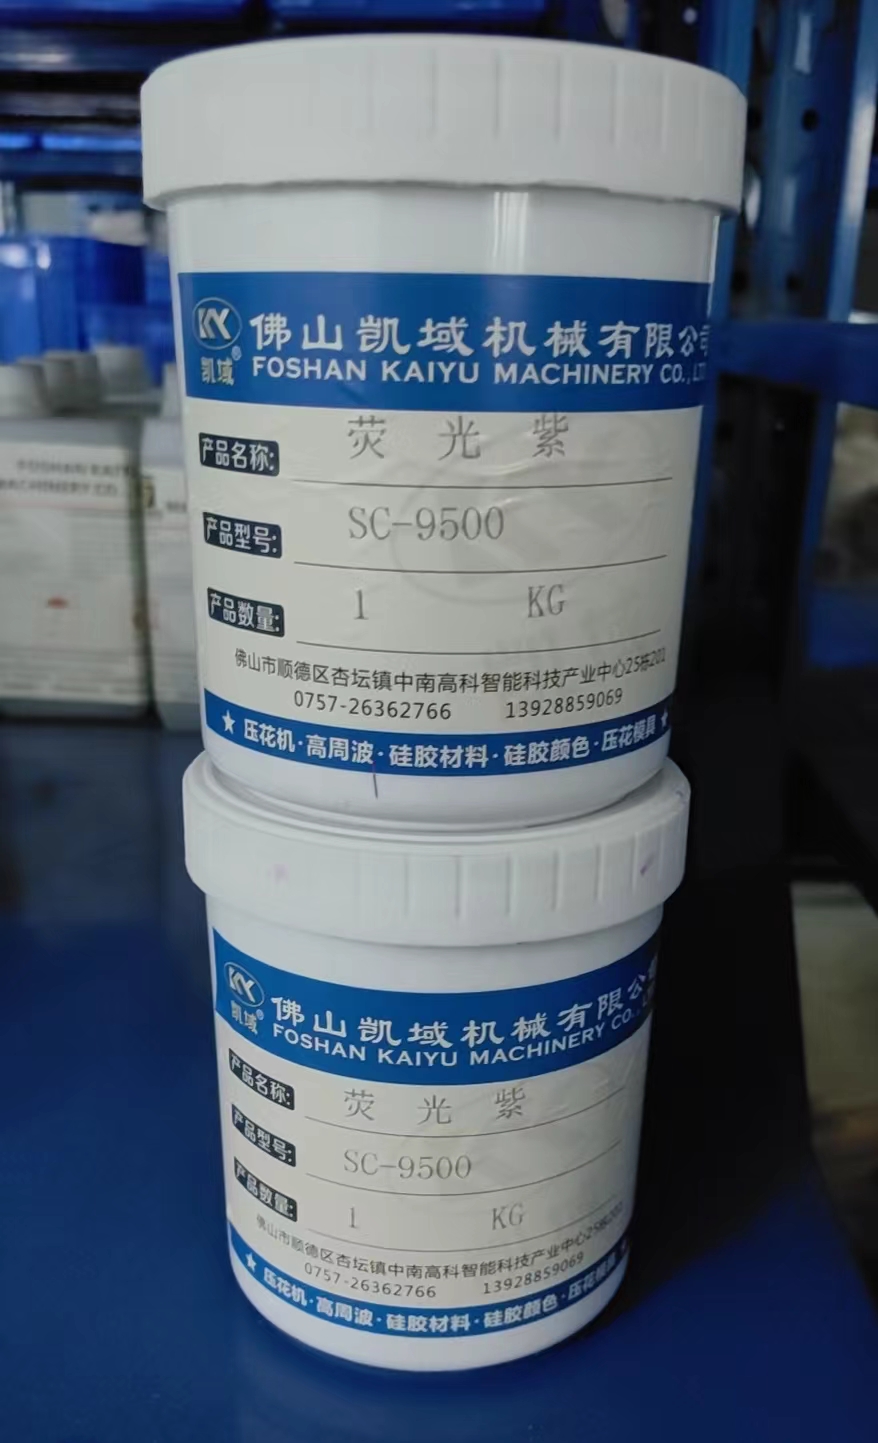 佛山凯域机械有限公司
凯域®
FOSHAN KAIYU MACHINERY CO., LT
产品名称: 荧光紫
产品型号: SC-9500
产品数量: 1 KG
佛山市顺德区杏坛镇中南高科智能科技产业中心25栋201
0757-26362766 13928859069
★ 压花机·高周波·硅胶材料·硅胶颜色·压花模具 ★
佛山凯域机械有限公
凯域®
FOSHAN KAIYU MACHINERY CO., L
产品名称: 荧光紫
产品型号: SC-9500
产品数量: 1 KG
佛山市顺德区杏坛镇中南高科智能科技产业中心25栋201
0757-26362766 13928859069
★ 压花机·高周波·硅胶材料·硅胶颜色·压花模具
FOSHAN KAIY
MACHINERY CO.